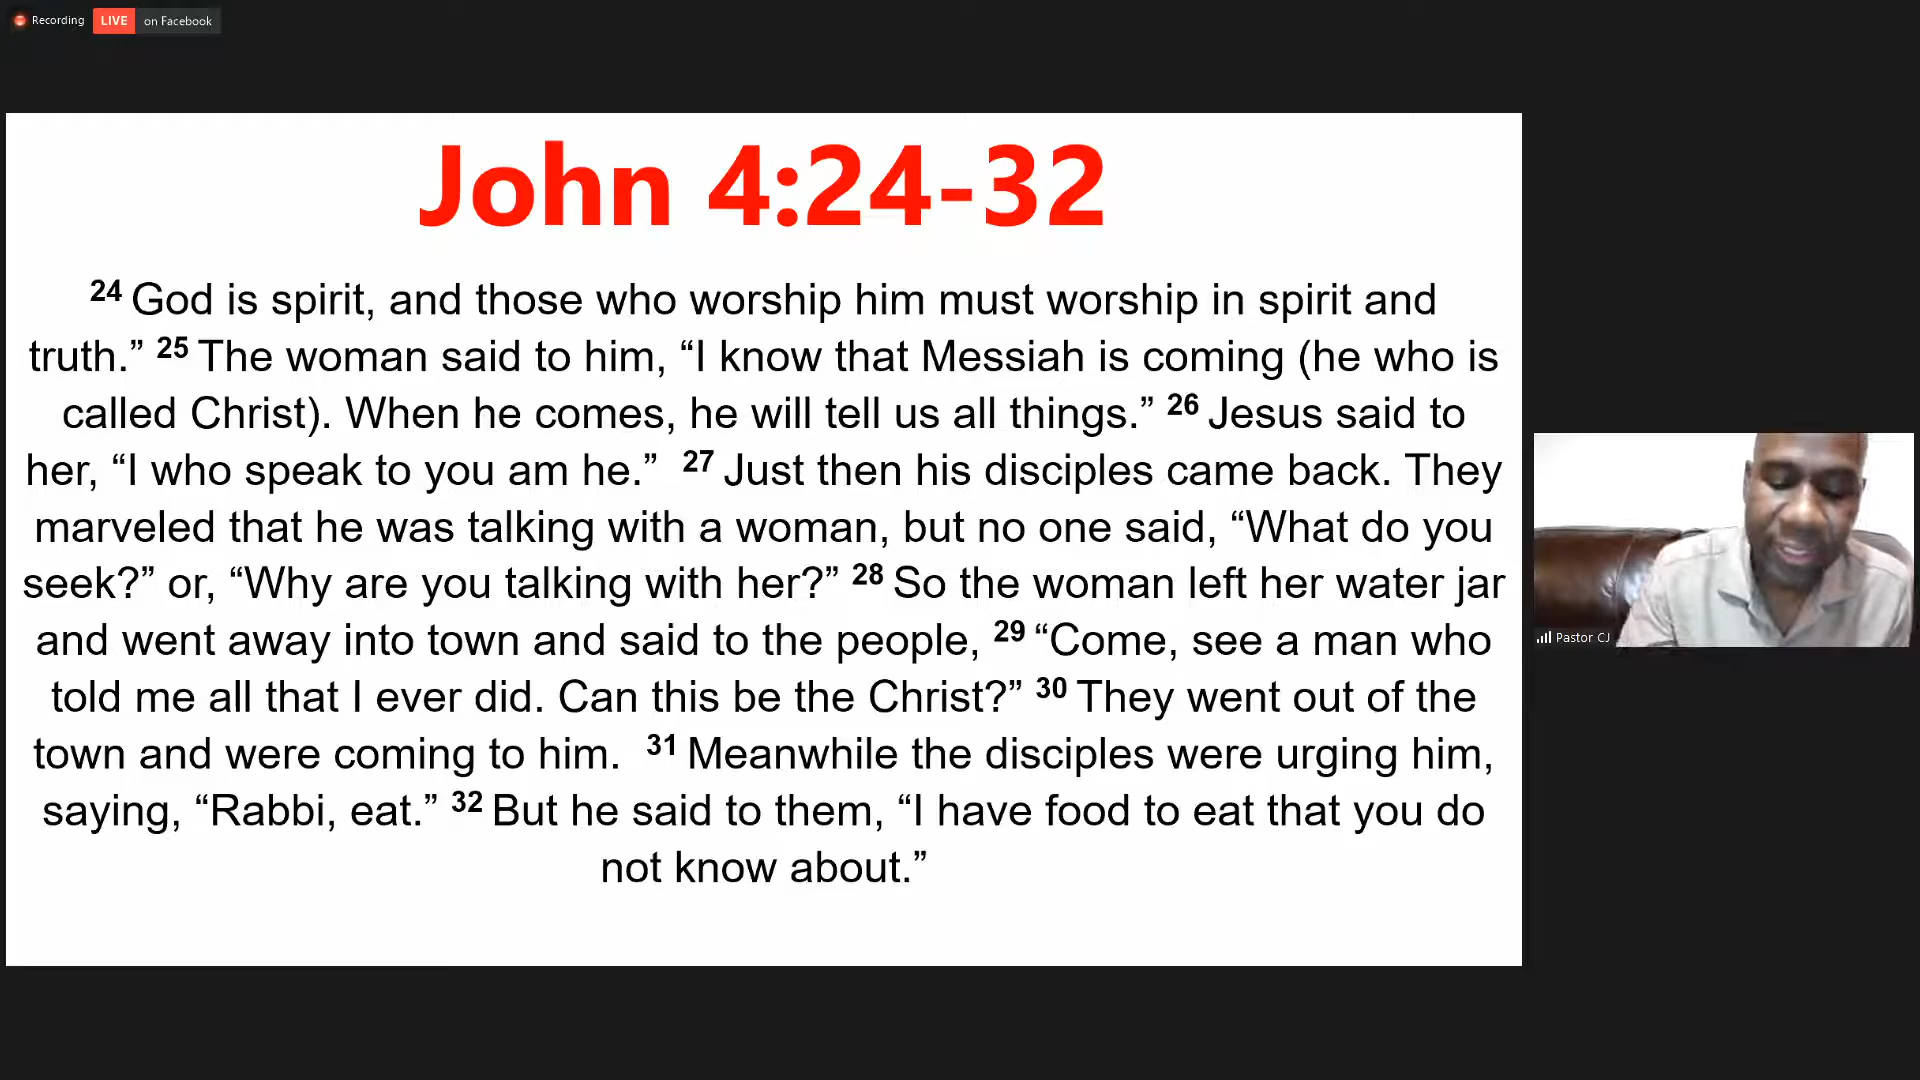 Recording LIVE on Facebook
John 4:24-32
24 God is spirit, and those who worship him must worship in spirit and
truth.” 25 The woman said to him, “I know that Messiah is coming (he who is
called Christ). When he comes, he will tell us all things.” 26 Jesus said to
her, “I who speak to you am he.” 27 Just then his disciples came back. They
marveled that he was talking with a woman, but no one said, “What do you
seek?” or, “Why are you talking with her?” 28 So the woman left her water jar
and went away into town and said to the people, 29 “Come, see a man who
told me all that I ever did. Can this be the Christ?” 30 They went out of the
town and were coming to him. 31 Meanwhile the disciples were urging him,
saying, “Rabbi, eat.” 32 But he said to them, “I have food to eat that you do
not know about.”
Pastor CJ